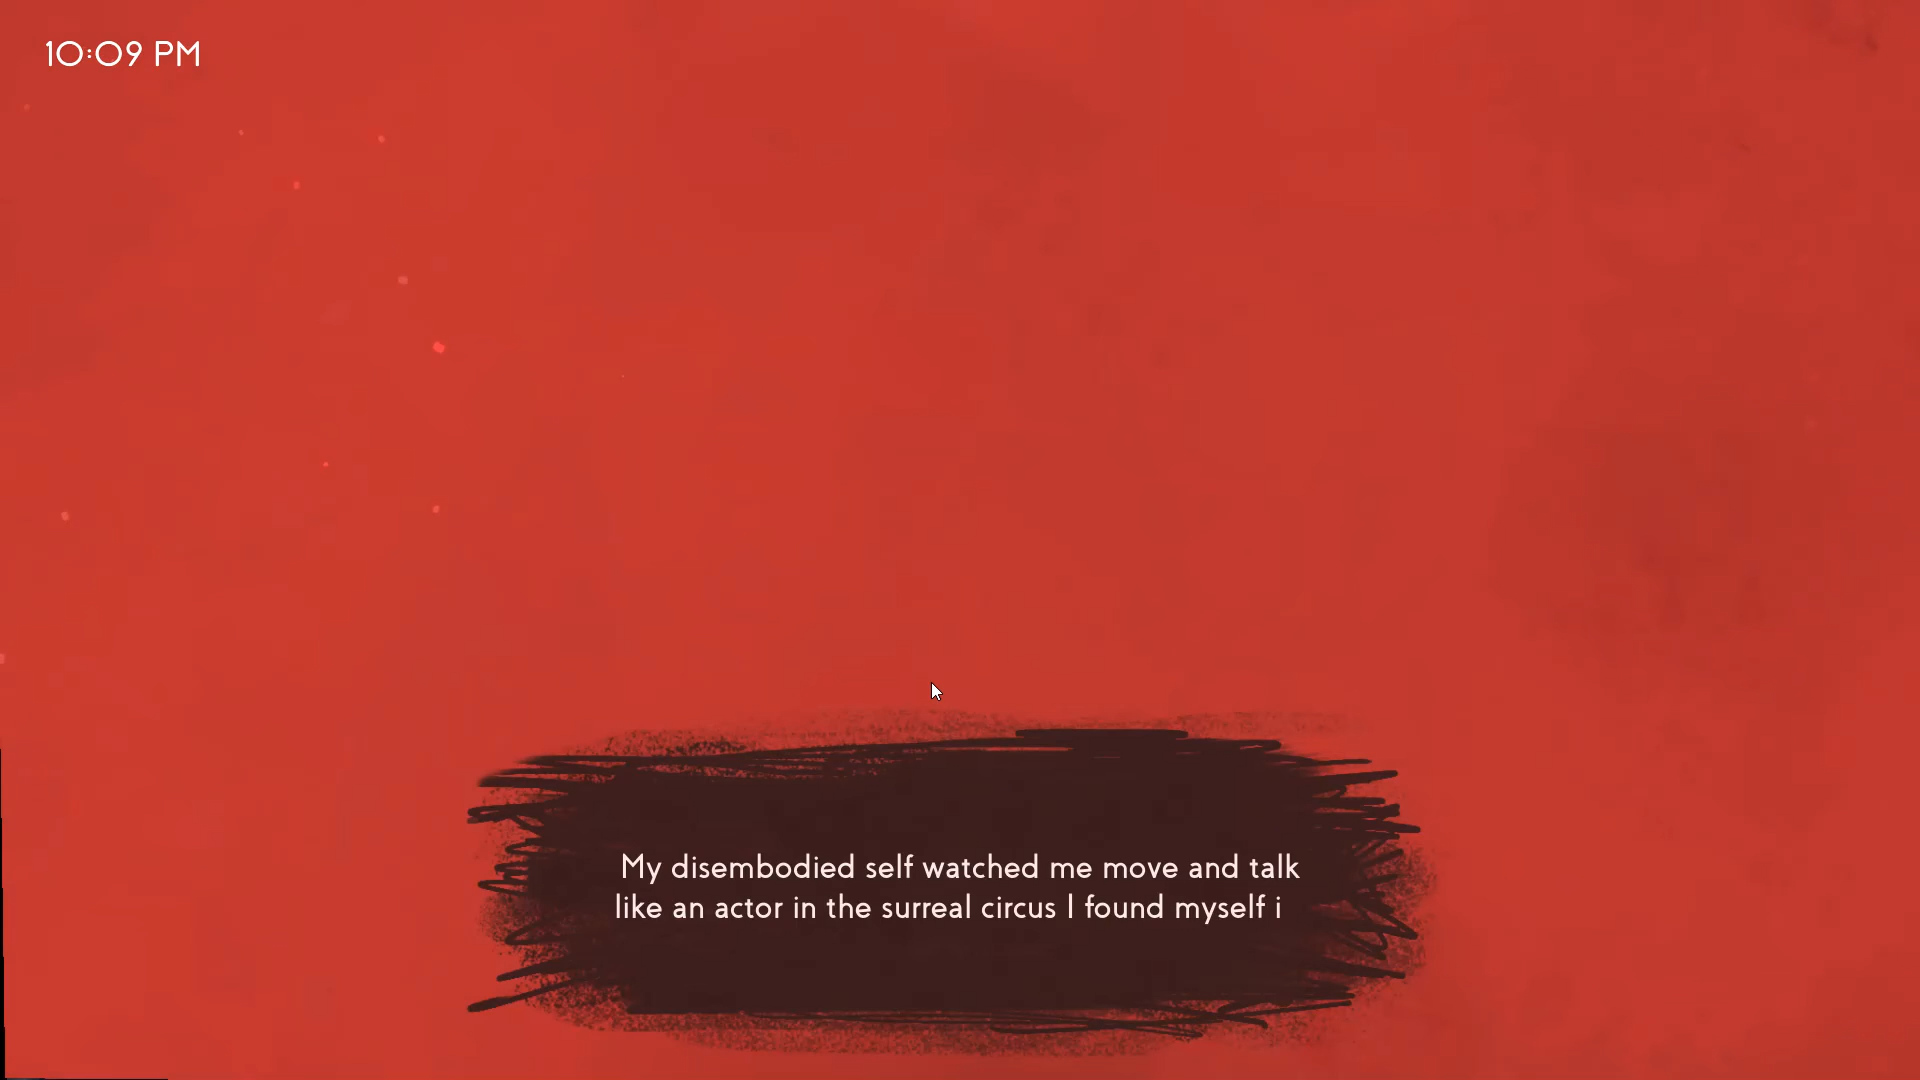 10:09 PM
My disembodied self watched me move and talk
like an actor in the surreal circus I found myself i